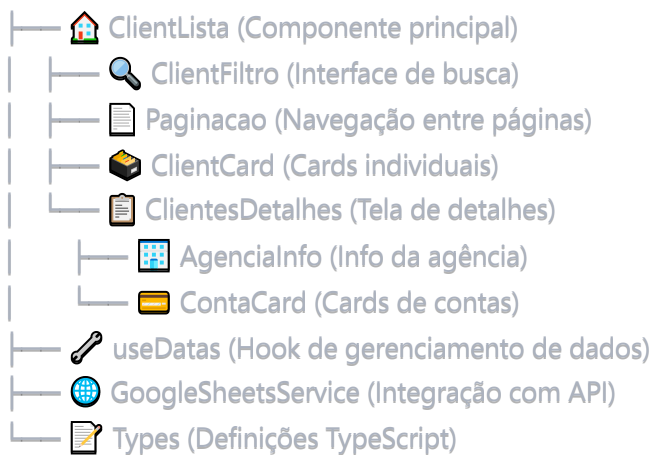 ClientLista (Componente principal)
ClientFiltro (Interface de busca)
Paginacao (Navegação entre páginas)
ClientCard (Cards individuais)
ClientesDetalhes (Tela de detalhes)
AgenciaInfo (Info da agência)
ContaCard (Cards de contas)
useDatas (Hook de gerenciamento de dados)
GoogleSheetsService (Integração com API)
Types (Definições TypeScript)